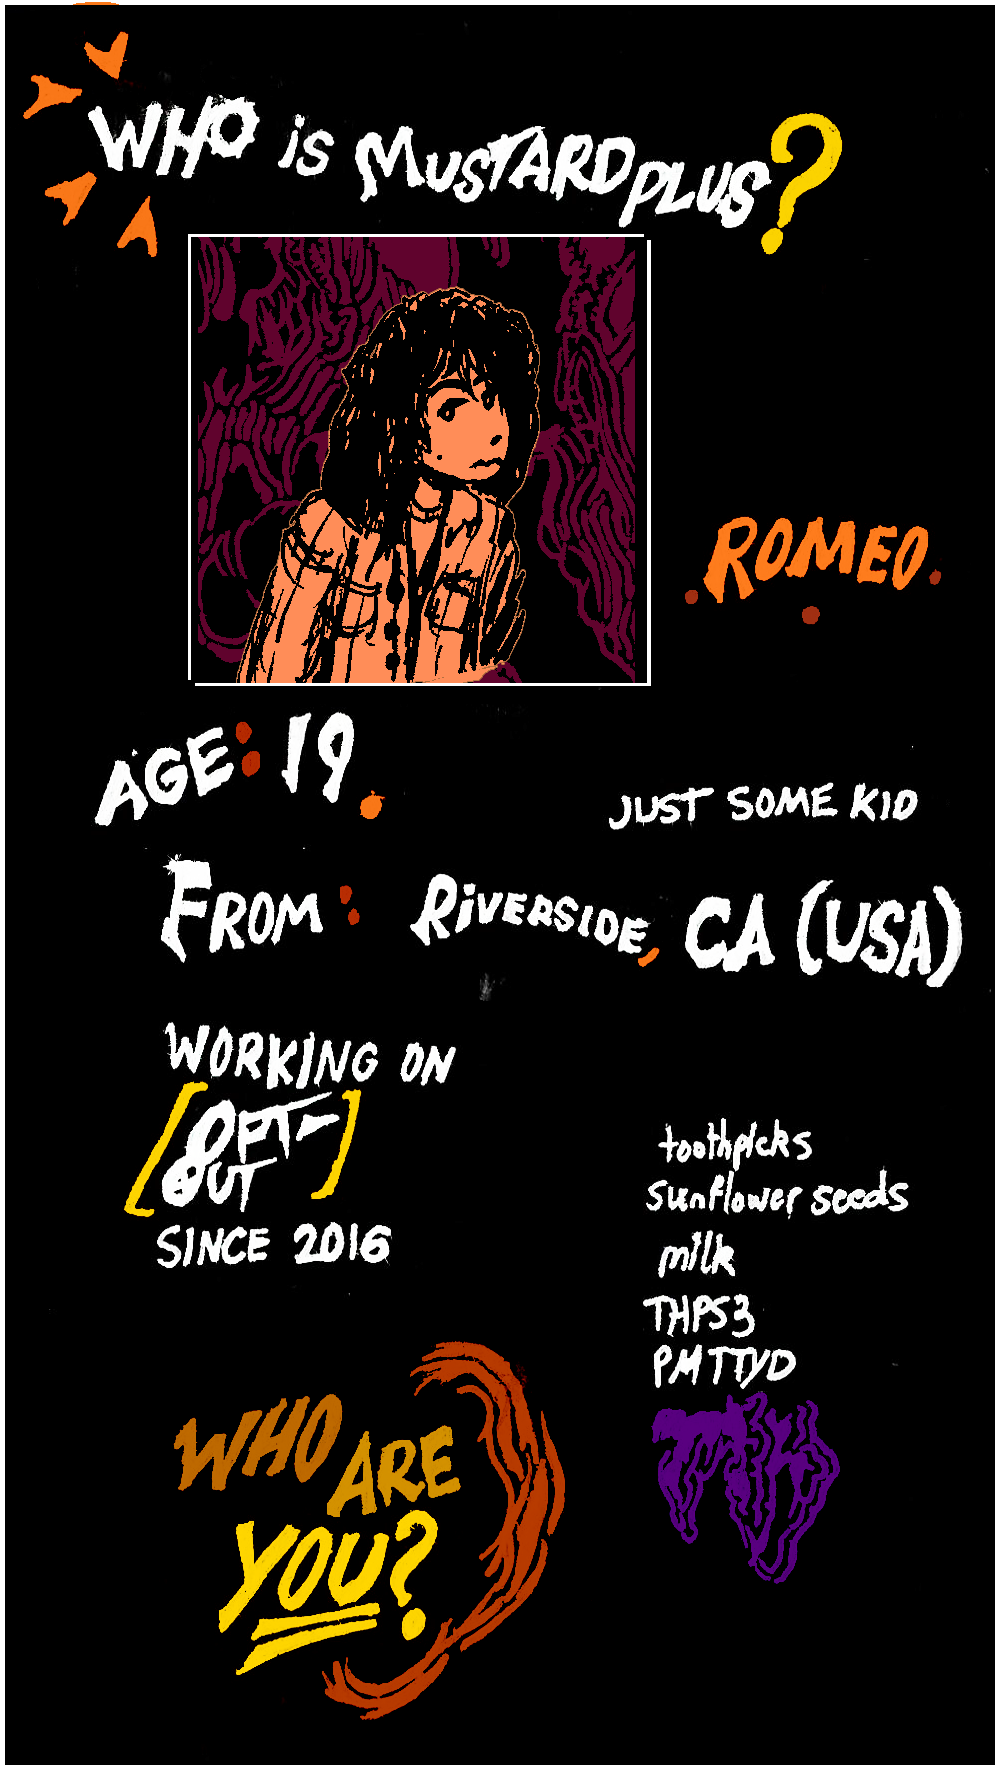 WHO iS MUSTARDPLUS?
ROMEO
AGE: 19.
JUST SOME KID
FROM: RiVERSIDE, CA (USA)
WORKING ON
[OPT-
OUT]
SINCE 2016
toothpicks
sunflower seeds
milk
THPS3
PMTTYD
WHO ARE
YOU?